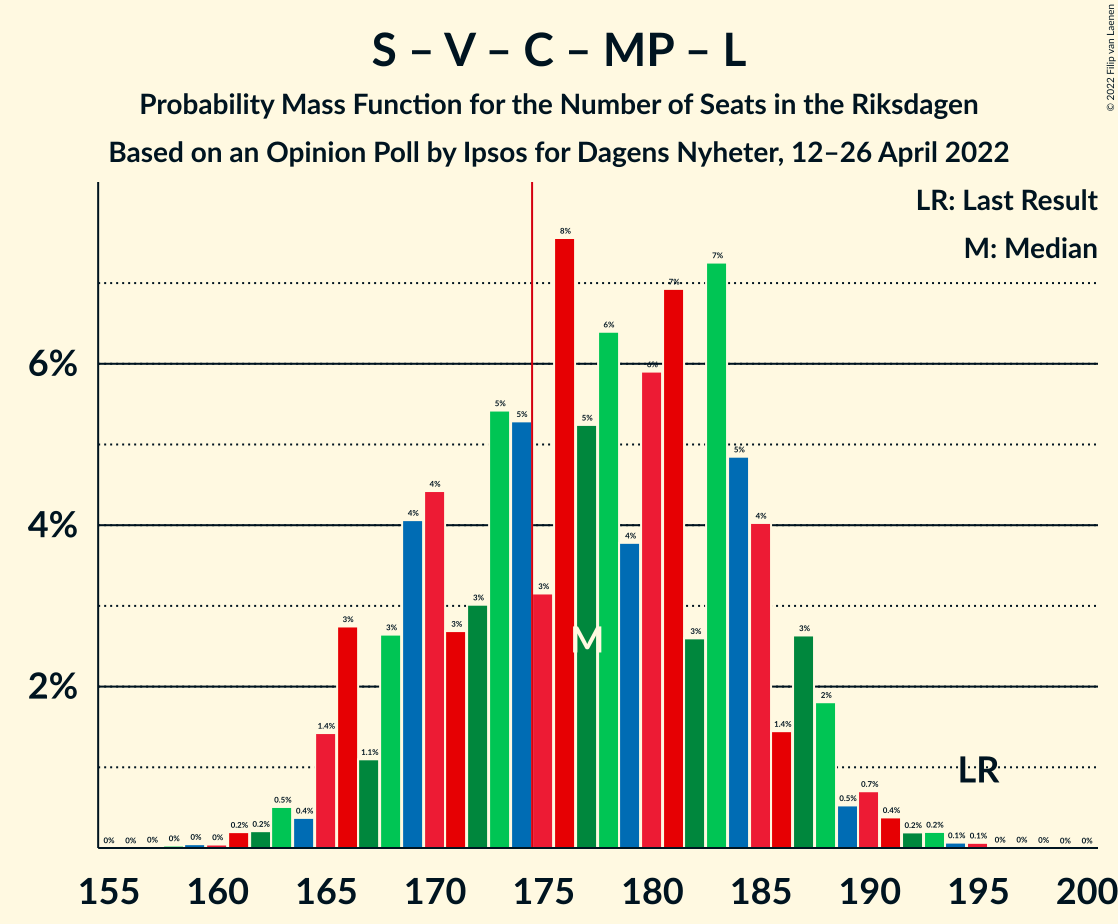 S – V – C – MP – L
Probability Mass Function for the Number of Seats in the Riksdagen
Based on an Opinion Poll by Ipsos for Dagens Nyheter, 12–26 April 2022
© 2022 Filip van Laenen
LR: Last Result
M: Median
6%
4%
2%
0% 0% 0% 0% 0% 0% 0.2% 0.2% 0.5% 0.4% 1.4% 3% 1.1% 3% 4% 4% 3% 3% 5% 5% 3% 8% 5% 6% 4% 6% 7% 3% 7% 5% 4% 1.4% 3% 2% 0.5% 0.7% 0.4% 0.2% 0.2% 0.1% 0.1% 0% 0% 0% 0% 0%
M
LR
155 160 165 170 175 180 185 190 195 200